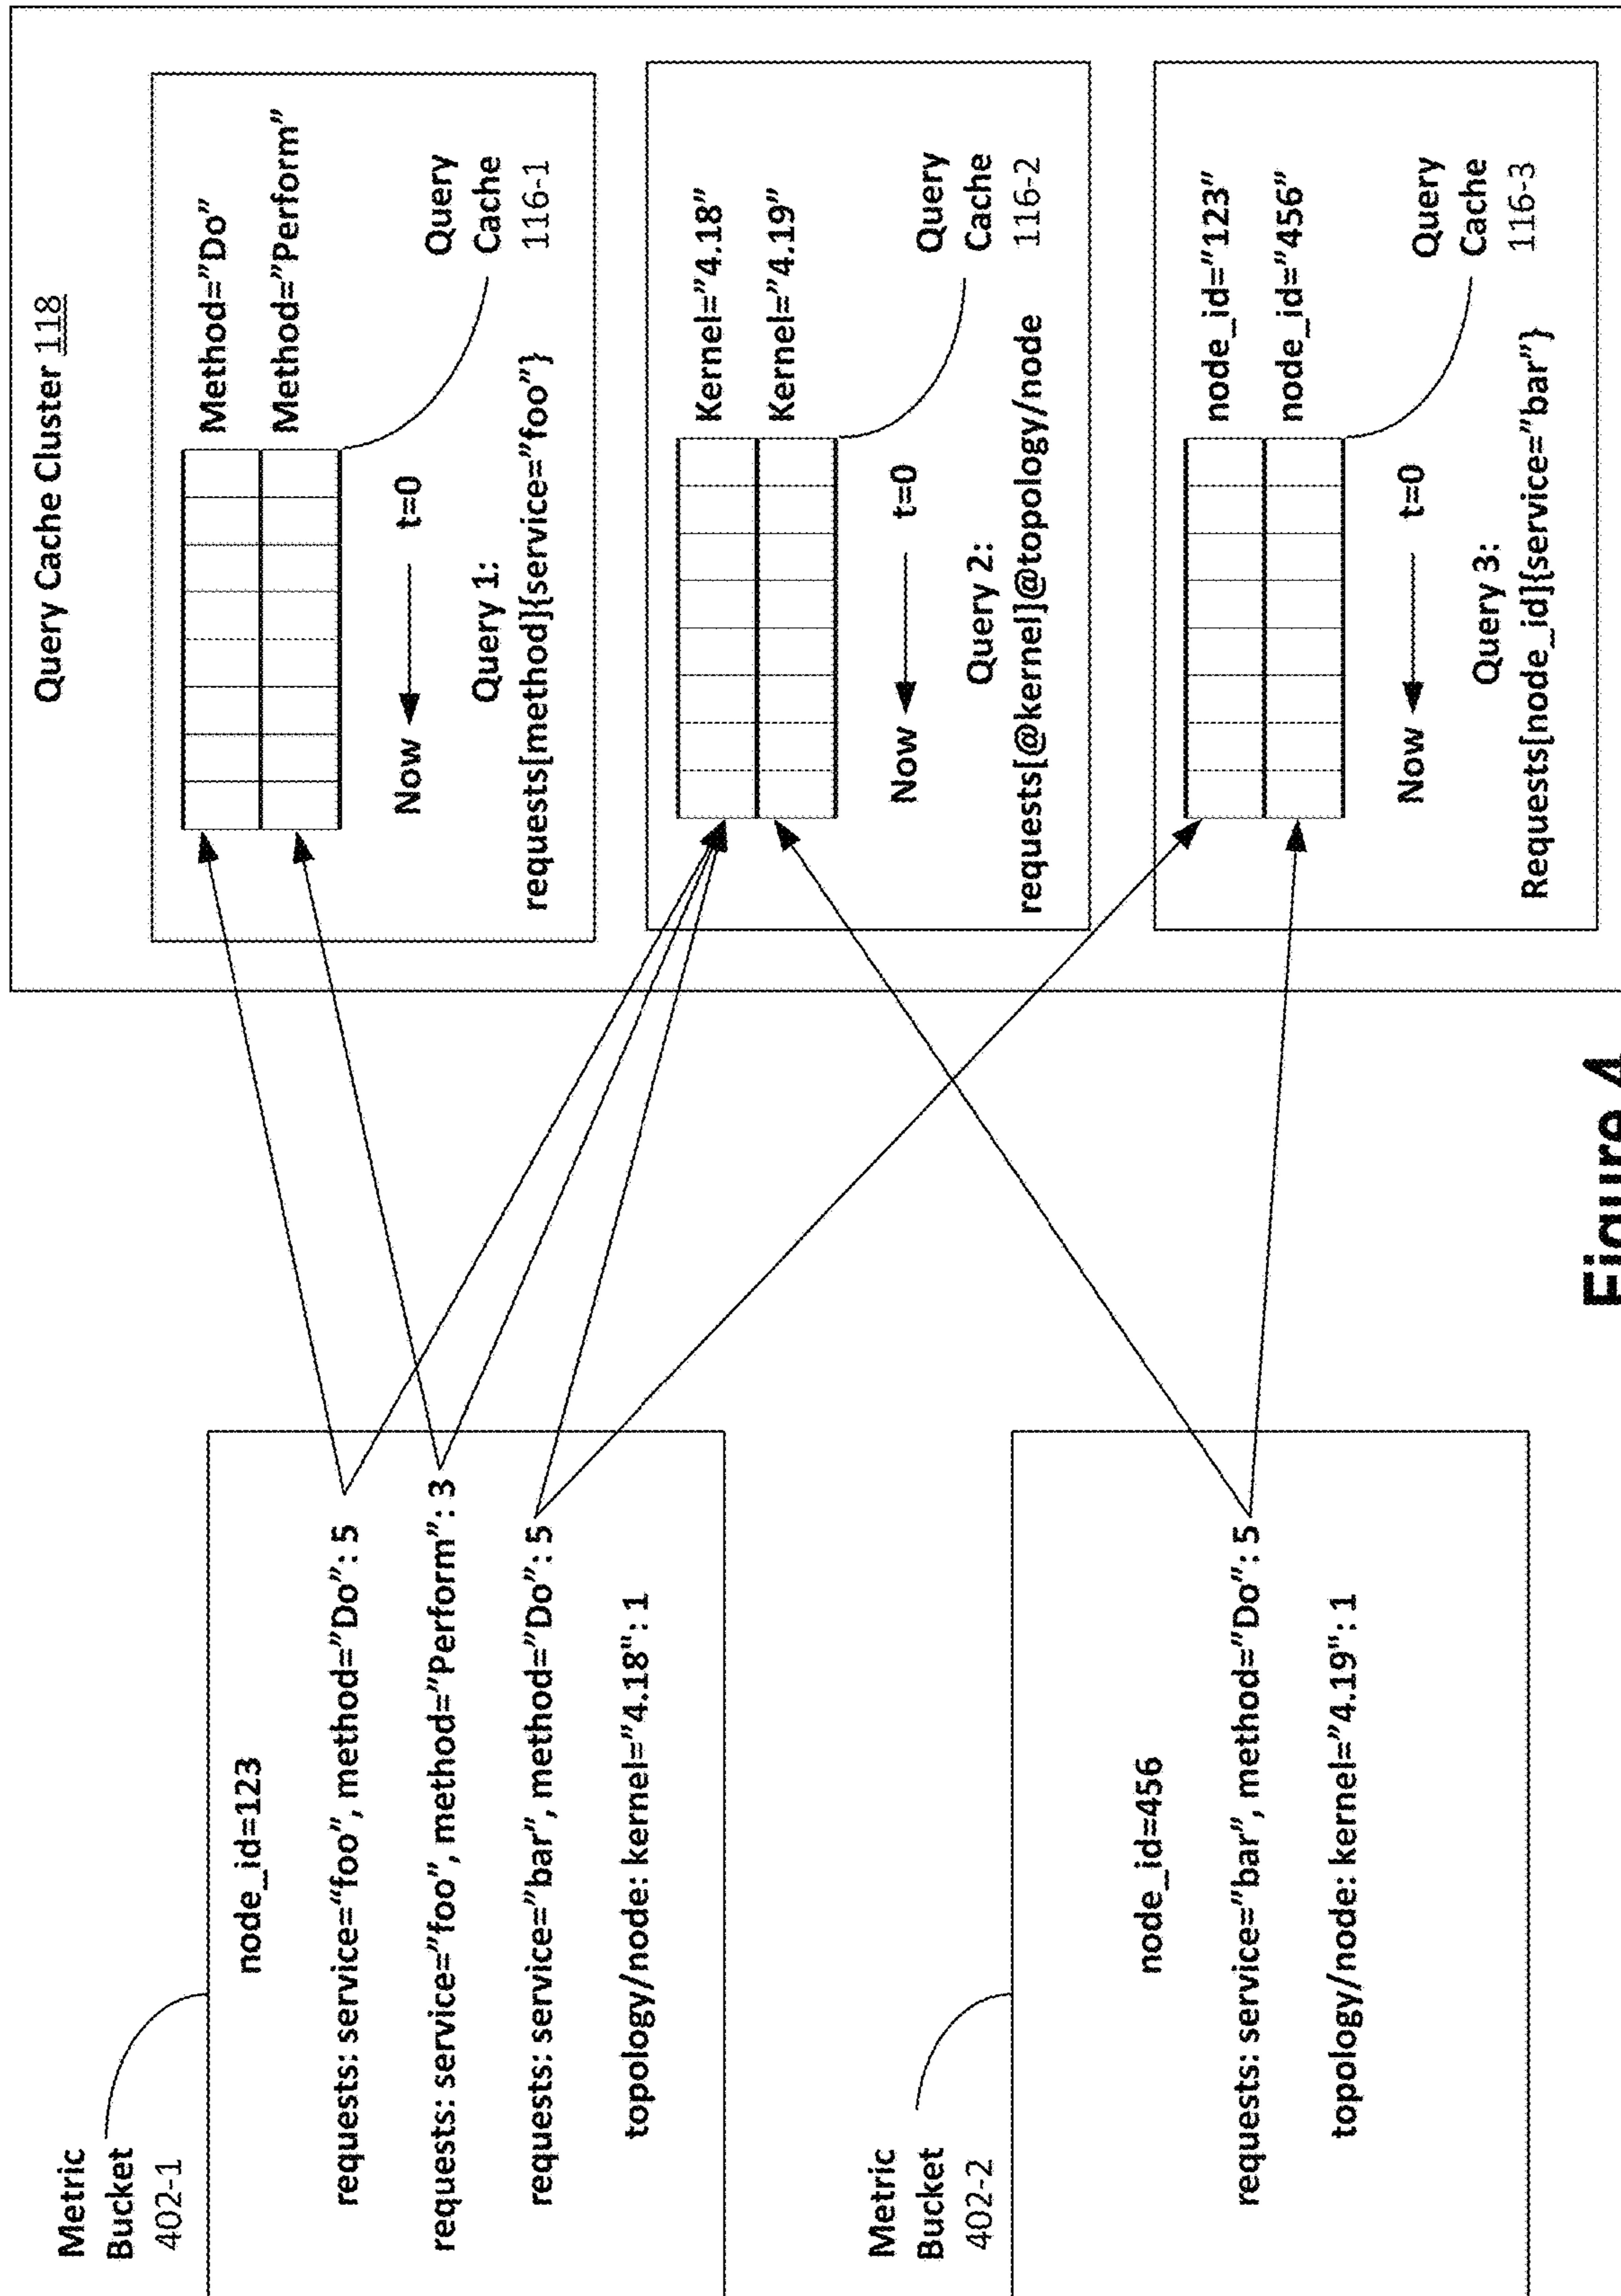 Metric
Bucket
402-1
node_id=123
requests: service="foo", method="Do": 5
requests: service="foo", method="Perform": 3
requests: service="bar", method="Do": 5
topology/node: kernel="4.18": 1
Metric
Bucket
402-2
node_id=456
requests: service="bar", method="Do": 5
topology/node: kernel="4.19": 1
Query Cache Cluster 118
Method="Do"
Method="Perform"
Now
t=0
Query
Cache
116-1
Query 1:
requests[method]{service="foo"}
Kernel="4.18"
Kernel="4.19"
Now
t=0
Query
Cache
116-2
Query 2:
requests[@kernel]@topology/node
node_id="123"
node_id="456"
Now
t=0
Query
Cache
116-3
Query 3:
Requests[node_id]{service="bar"}
Figure 4